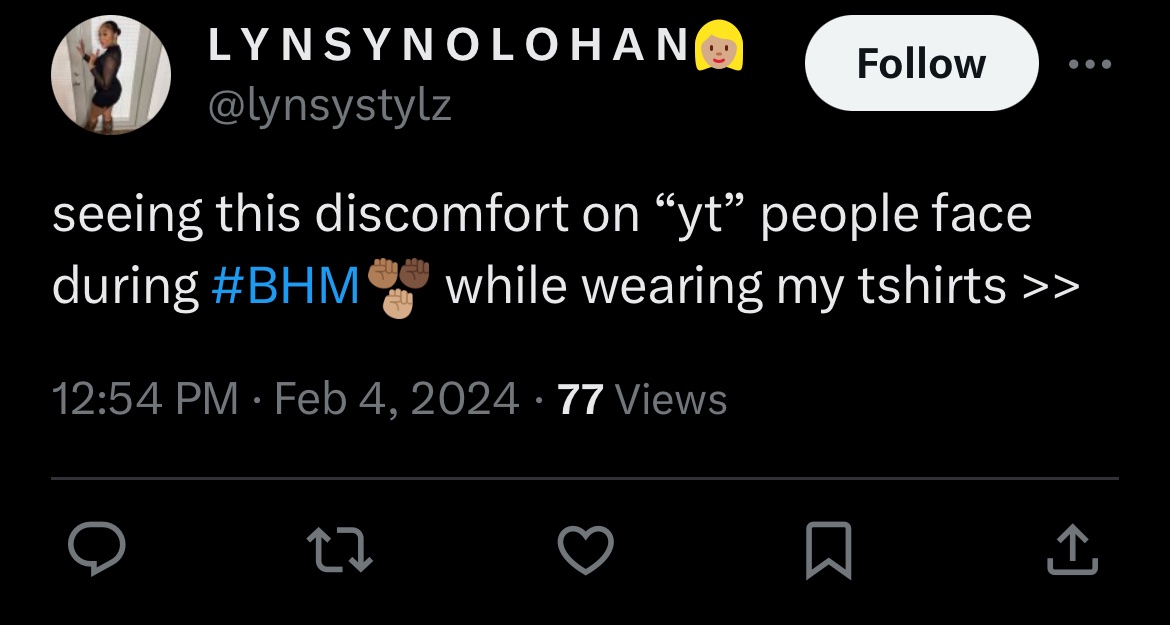 LYNSYNOLOHAN👱🏼‍♀️
Follow
@lynsystylz
seeing this discomfort on “yt” people face
during #BHM✊🏽✊🏾✊🏼 while wearing my tshirts >>
12:54 PM · Feb 4, 2024 · 77 Views